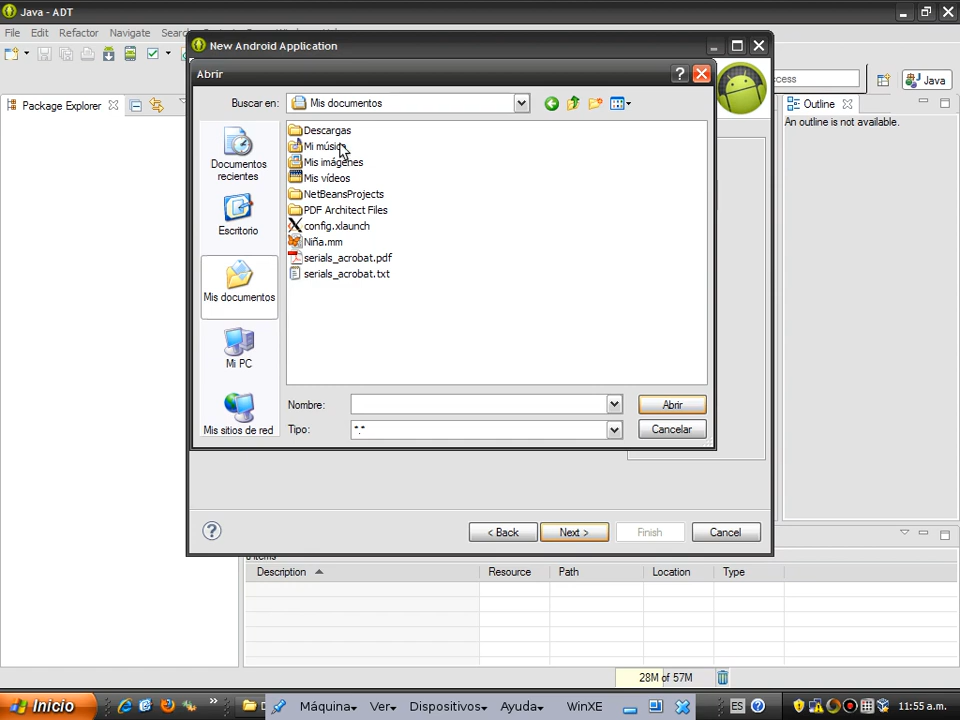 Java - ADT
File Edit Refactor Navigate Search
New Android Application
Abrir
Buscar en: Mis documentos
Java
Package Explorer
Outline
An outline is not available.
Documentos recientes
Escritorio
Mis documentos
Mi PC
Mis sitios de red
Descargas
Mi música
Mis imágenes
Mis vídeos
NetBeansProjects
PDF Architect Files
config.xlaunch
Niña.mm
serials_acrobat.pdf
serials_acrobat.txt
Nombre:
Abrir
Tipo: *.*
Cancelar
< Back Next > Finish Cancel
Description Resource Path Location Type
28M of 57M
Inicio
Máquina Ver Dispositivos Ayuda WinXE
ES
11:55 a.m.